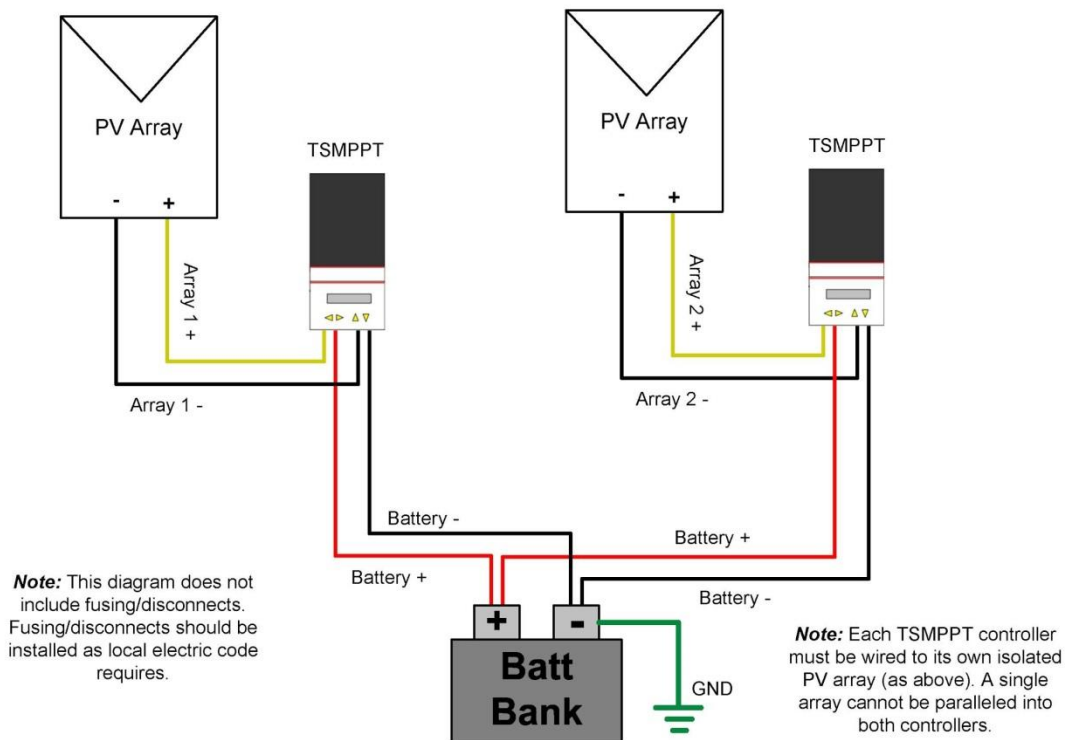 PV Array
- +
TSMPPT
Array 1 +
Array 1 -
PV Array
- +
TSMPPT
Array 2 +
Array 2 -
Battery -
Battery +
Battery +
Battery -
+ -
Batt
Bank
GND
Note: This diagram does not
include fusing/disconnects.
Fusing/disconnects should be
installed as local electric code
requires.
Note: Each TSMPPT controller
must be wired to its own isolated
PV array (as above). A single
array cannot be paralleled into
both controllers.